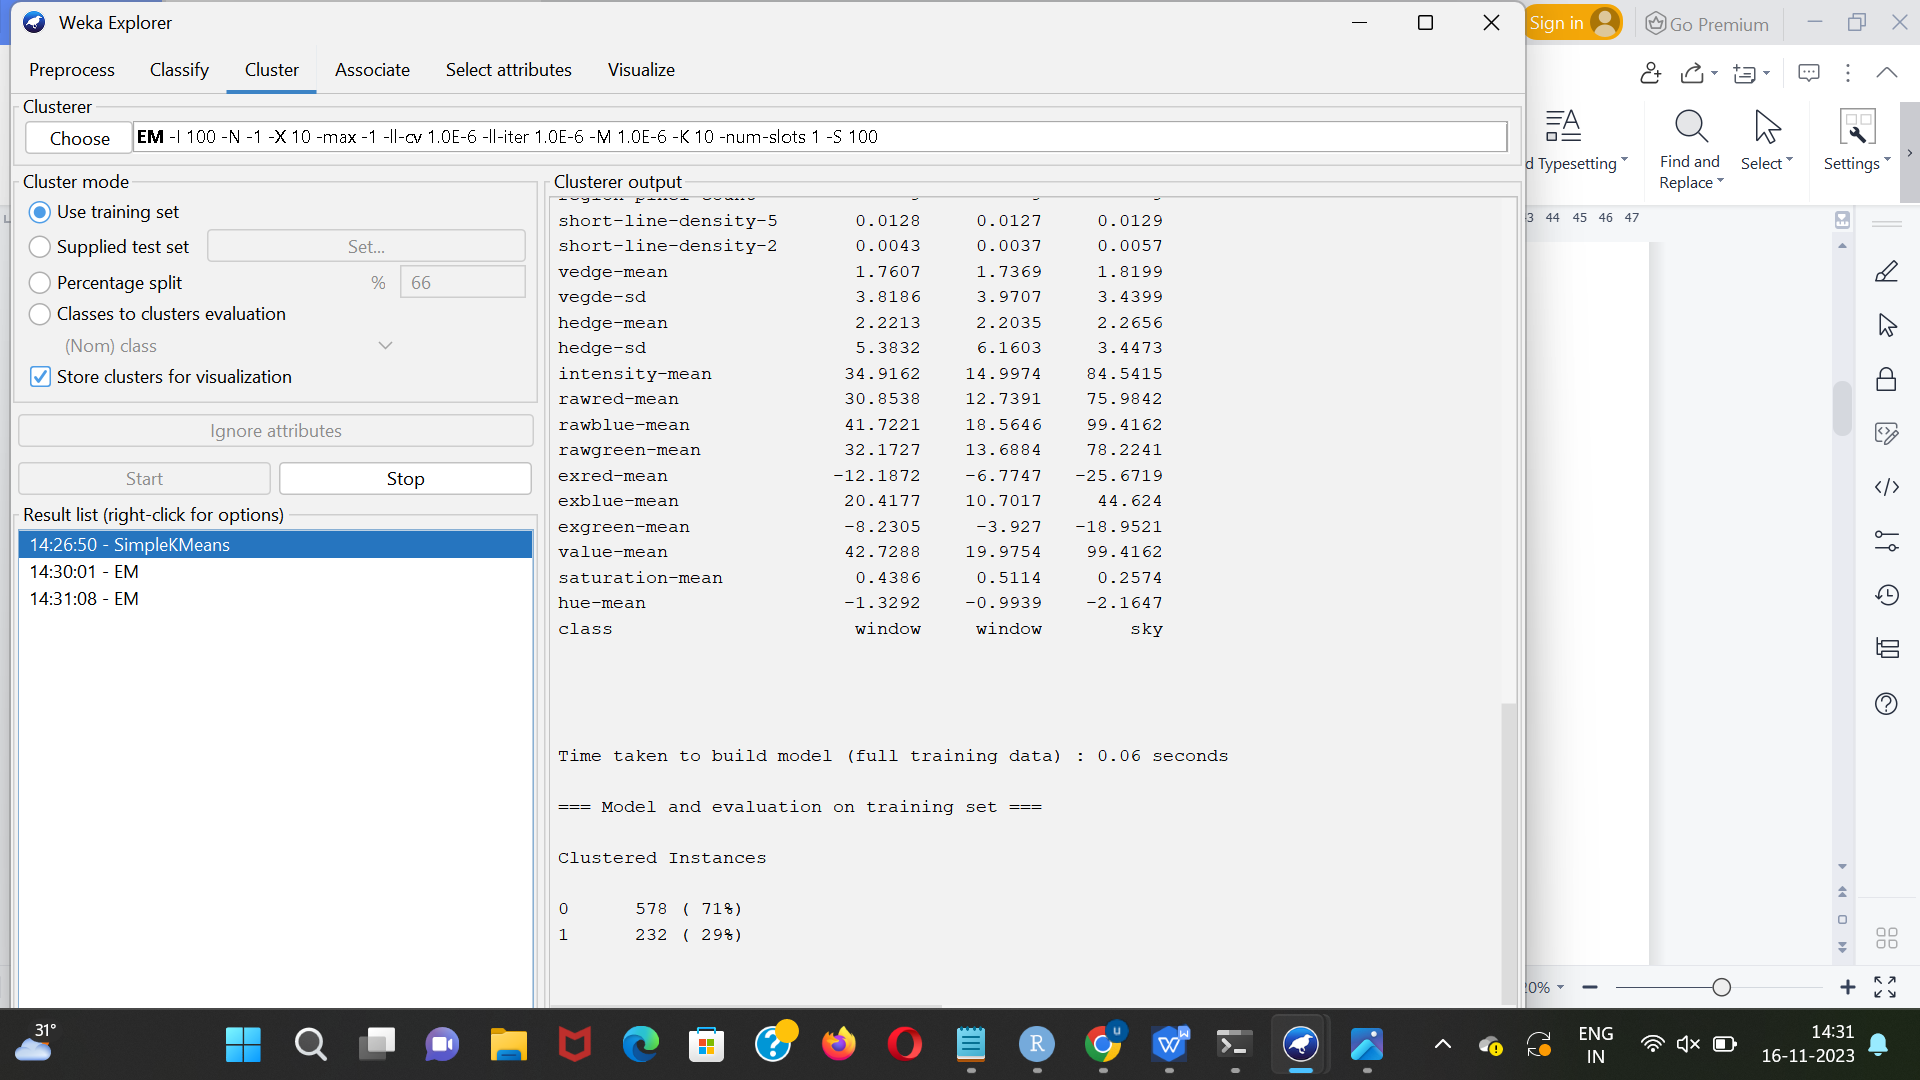 Weka Explorer
Sign in
Go Premium
Preprocess Classify Cluster Associate Select attributes Visualize
Clusterer
Choose EM -I 100 -N -1 -X 10 -max -1 -ll-cv 1.0E-6 -ll-iter 1.0E-6 -M 1.0E-6 -K 10 -num-slots 1 -S 100
d Typesetting
Find and
Replace
Select
Settings
Cluster mode
Use training set
Supplied test set Set...
Percentage split % 66
Classes to clusters evaluation
(Nom) class
Store clusters for visualization
Ignore attributes
Start Stop
Result list (right-click for options)
14:26:50 - SimpleKMeans
14:30:01 - EM
14:31:08 - EM
Clusterer output
short-line-density-5 0.0128 0.0127 0.0129
short-line-density-2 0.0043 0.0037 0.0057
vedge-mean 1.7607 1.7369 1.8199
vegde-sd 3.8186 3.9707 3.4399
hedge-mean 2.2213 2.2035 2.2656
hedge-sd 5.3832 6.1603 3.4473
intensity-mean 34.9162 14.9974 84.5415
rawred-mean 30.8538 12.7391 75.9842
rawblue-mean 41.7221 18.5646 99.4162
rawgreen-mean 32.1727 13.6884 78.2241
exred-mean -12.1872 -6.7747 -25.6719
exblue-mean 20.4177 10.7017 44.624
exgreen-mean -8.2305 -3.927 -18.9521
value-mean 42.7288 19.9754 99.4162
saturation-mean 0.4386 0.5114 0.2574
hue-mean -1.3292 -0.9939 -2.1647
class window window sky
Time taken to build model (full training data) : 0.06 seconds
=== Model and evaluation on training set ===
Clustered Instances
0 578 ( 71%)
1 232 ( 29%)
44 45 46 47
0%
31°
ENG
IN
14:31
16-11-2023